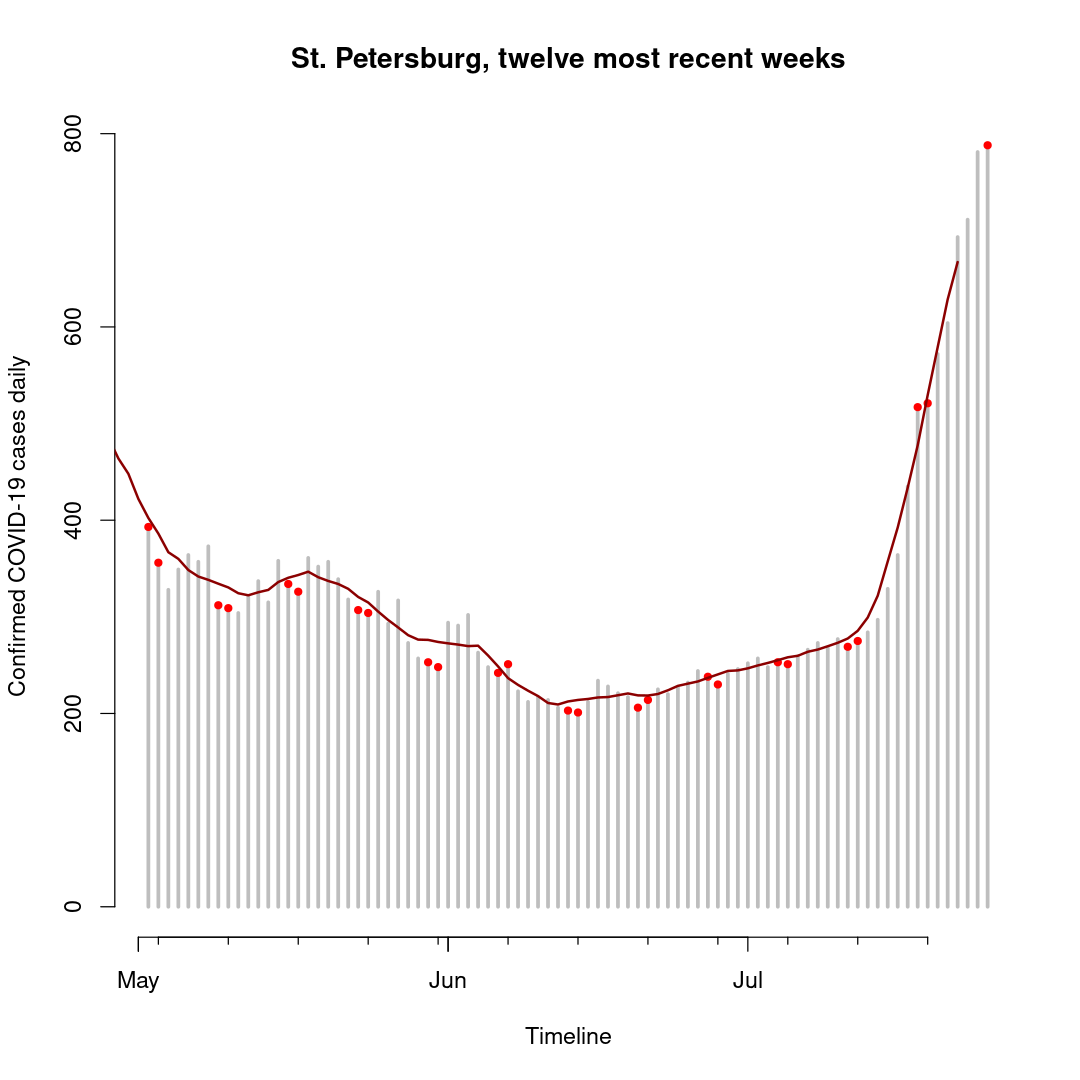 St. Petersburg, twelve most recent weeks
Confirmed COVID-19 cases daily
800
600
400
200
0
May Jun Jul
Timeline